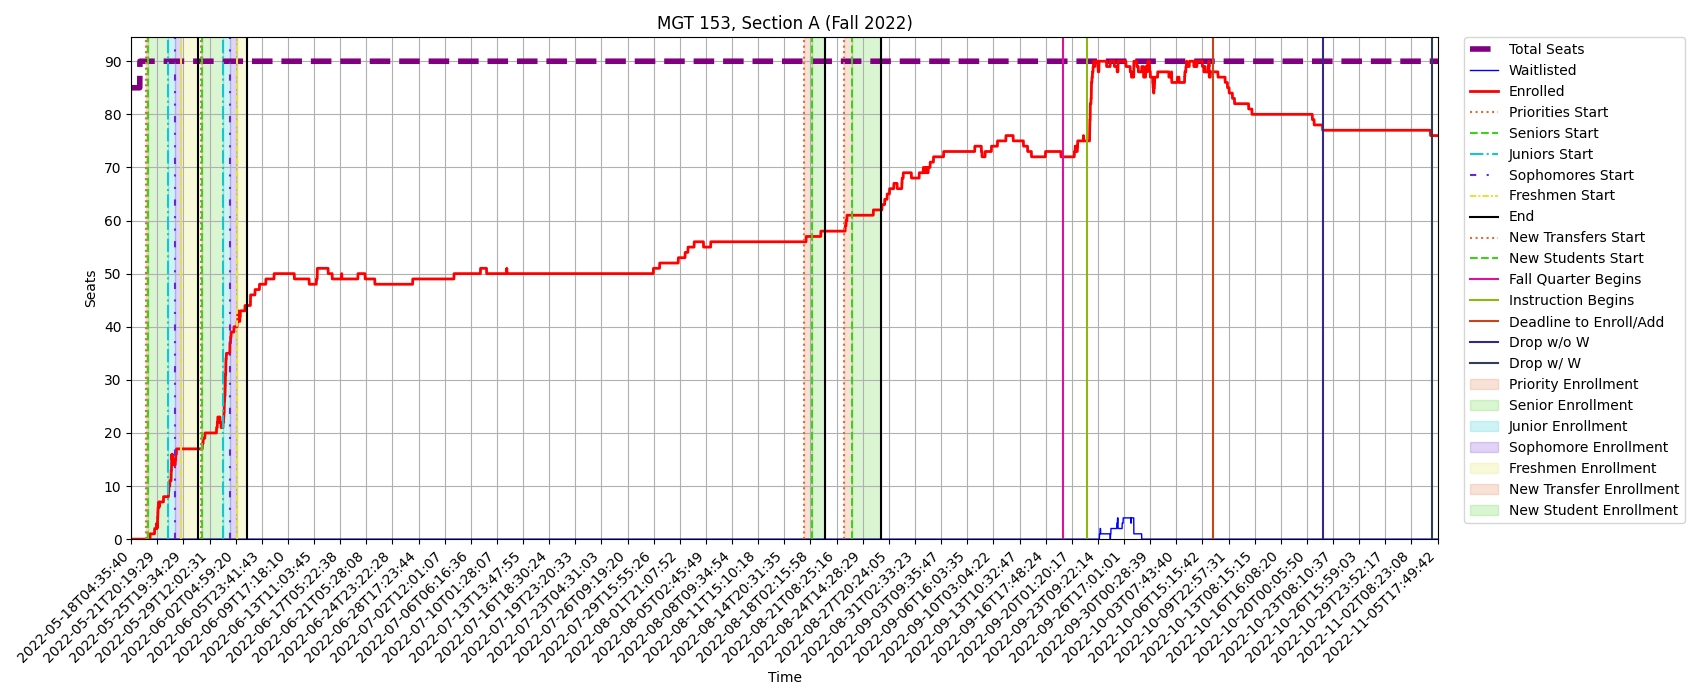 MGT 153, Section A (Fall 2022)
Seats
90
80
70
60
50
40
30
20
10
0
2022-05-18T04:35:40
2022-05-21T20:19:29
2022-05-25T19:34:29
2022-05-29T12:02:31
2022-06-02T04:59:20
2022-06-05T23:41:43
2022-06-09T17:18:10
2022-06-13T11:03:45
2022-06-17T05:22:38
2022-06-21T05:28:08
2022-06-24T23:22:28
2022-06-28T17:23:44
2022-07-02T12:01:07
2022-07-06T06:16:36
2022-07-10T01:28:07
2022-07-13T13:47:55
2022-07-16T18:30:24
2022-07-19T23:20:33
2022-07-23T04:31:03
2022-07-26T09:19:20
2022-07-29T15:55:26
2022-08-01T21:07:52
2022-08-05T02:45:49
2022-08-08T09:34:54
2022-08-11T15:10:18
2022-08-14T20:31:35
2022-08-18T02:15:58
2022-08-21T08:25:16
2022-08-24T14:28:29
2022-08-27T20:24:05
2022-08-31T02:33:23
2022-09-03T09:35:47
2022-09-06T16:03:35
2022-09-10T03:04:22
2022-09-13T10:32:47
2022-09-16T17:48:24
2022-09-20T01:20:17
2022-09-23T09:22:14
2022-09-26T17:01:01
2022-09-30T00:28:39
2022-10-03T07:43:40
2022-10-06T15:15:42
2022-10-09T22:57:31
2022-10-13T08:15:15
2022-10-16T16:08:20
2022-10-20T00:05:50
2022-10-23T08:10:37
2022-10-26T15:59:03
2022-10-29T23:52:17
2022-11-02T08:23:08
2022-11-05T17:49:42
Time
Total Seats
Waitlisted
Enrolled
Priorities Start
Seniors Start
Juniors Start
Sophomores Start
Freshmen Start
End
New Transfers Start
New Students Start
Fall Quarter Begins
Instruction Begins
Deadline to Enroll/Add
Drop w/o W
Drop w/ W
Priority Enrollment
Senior Enrollment
Junior Enrollment
Sophomore Enrollment
Freshmen Enrollment
New Transfer Enrollment
New Student Enrollment